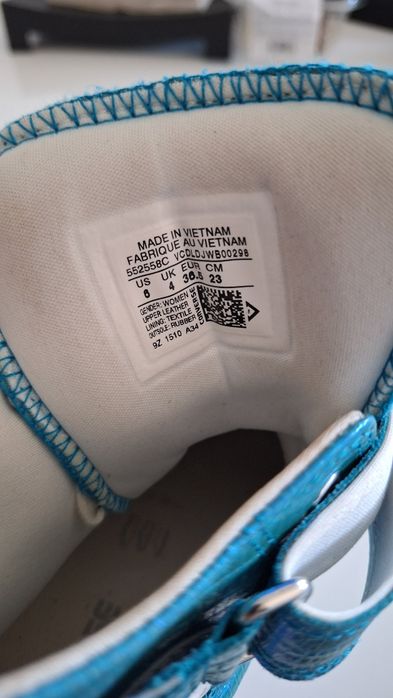 MADE IN VIETNAM
FABRIQUE AU VIETNAM
552558C VCDLDJWB00298
US UK EUR CM
6 4 36.5 23
GENDER: WOMEN
UPPER: LEATHER
LINING: TEXTILE
OUTSOLE: RUBBER
9Z 1510 A34